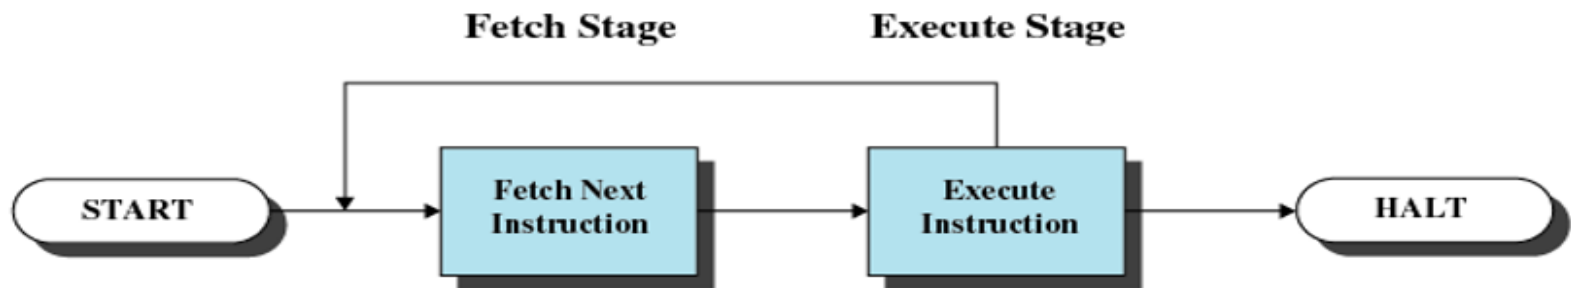 Fetch Stage
Execute Stage
START
Fetch Next
Instruction
Execute
Instruction
HALT